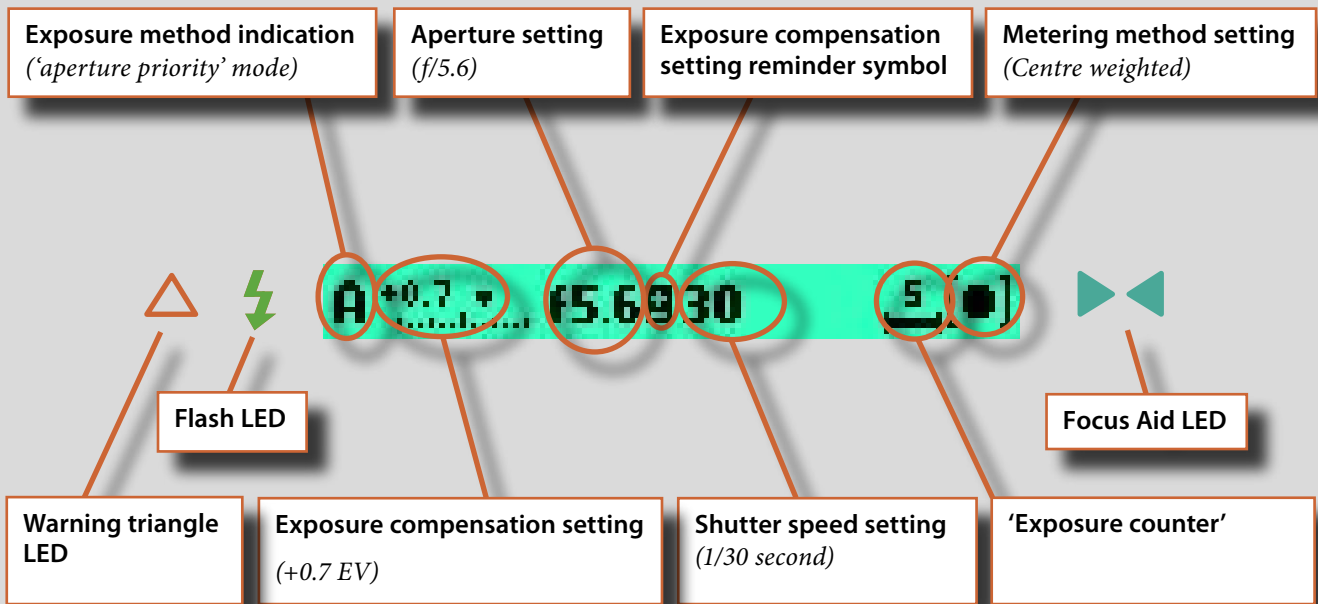 Exposure method indication
(‘aperture priority’ mode)
Aperture setting
(f/5.6)
Exposure compensation
setting reminder symbol
Metering method setting
(Centre weighted)
A +0.7 f5.6 30 5
Flash LED
Focus Aid LED
Warning triangle
LED
Exposure compensation setting
(+0.7 EV)
Shutter speed setting
(1/30 second)
‘Exposure counter’